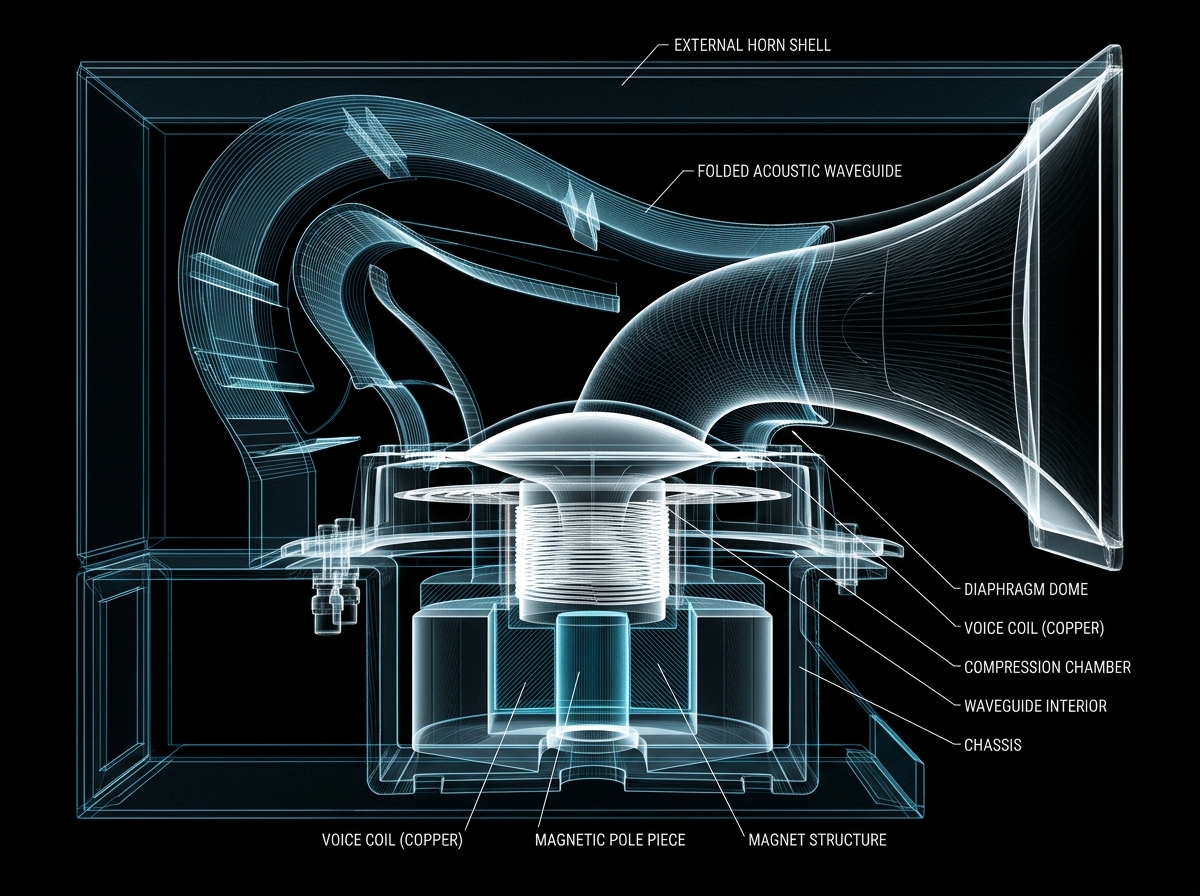 EXTERNAL HORN SHELL
FOLDED ACOUSTIC WAVEGUIDE
DIAPHRAGM DOME
VOICE COIL (COPPER)
COMPRESSION CHAMBER
WAVEGUIDE INTERIOR
CHASSIS
VOICE COIL (COPPER)
MAGNETIC POLE PIECE
MAGNET STRUCTURE